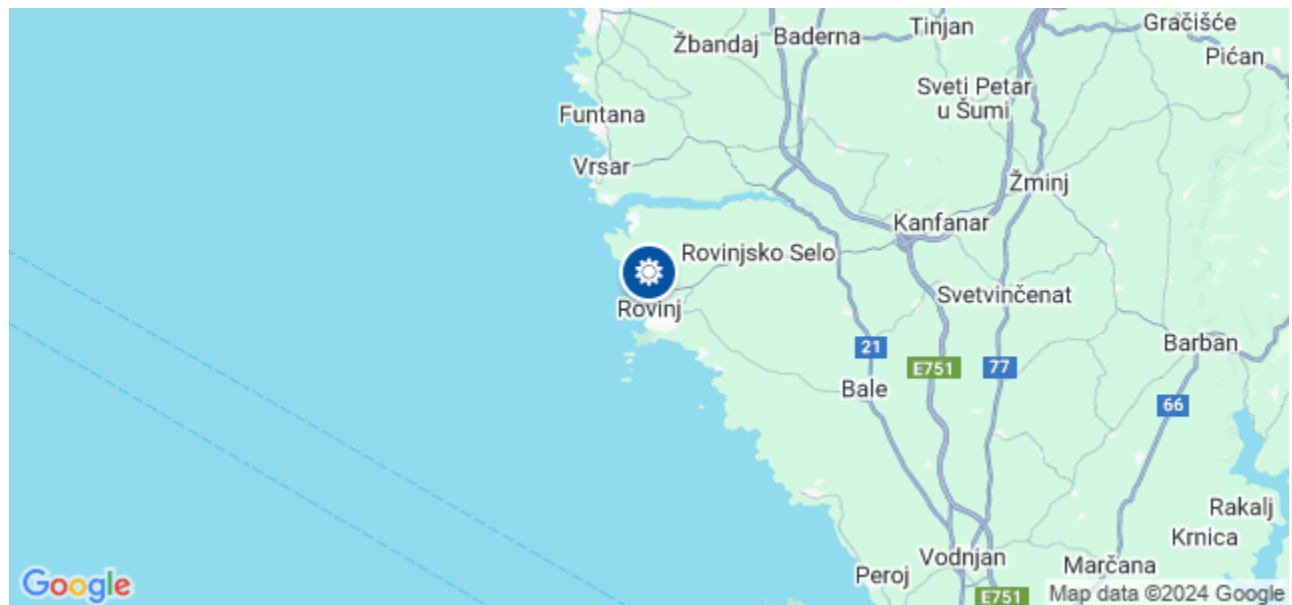 Gračišće
Tinjan
Baderna
Žbandaj
Pićan
Sveti Petar
u Šumi
Funtana
Vrsar
Žminj
Kanfanar
Rovinjsko Selo
Svetvinčenat
Rovinj
Barban
21
E751
77
Bale
66
Rakalj
Krnica
Vodnjan
Marčana
Peroj
Google
E751
Map data ©2024 Google